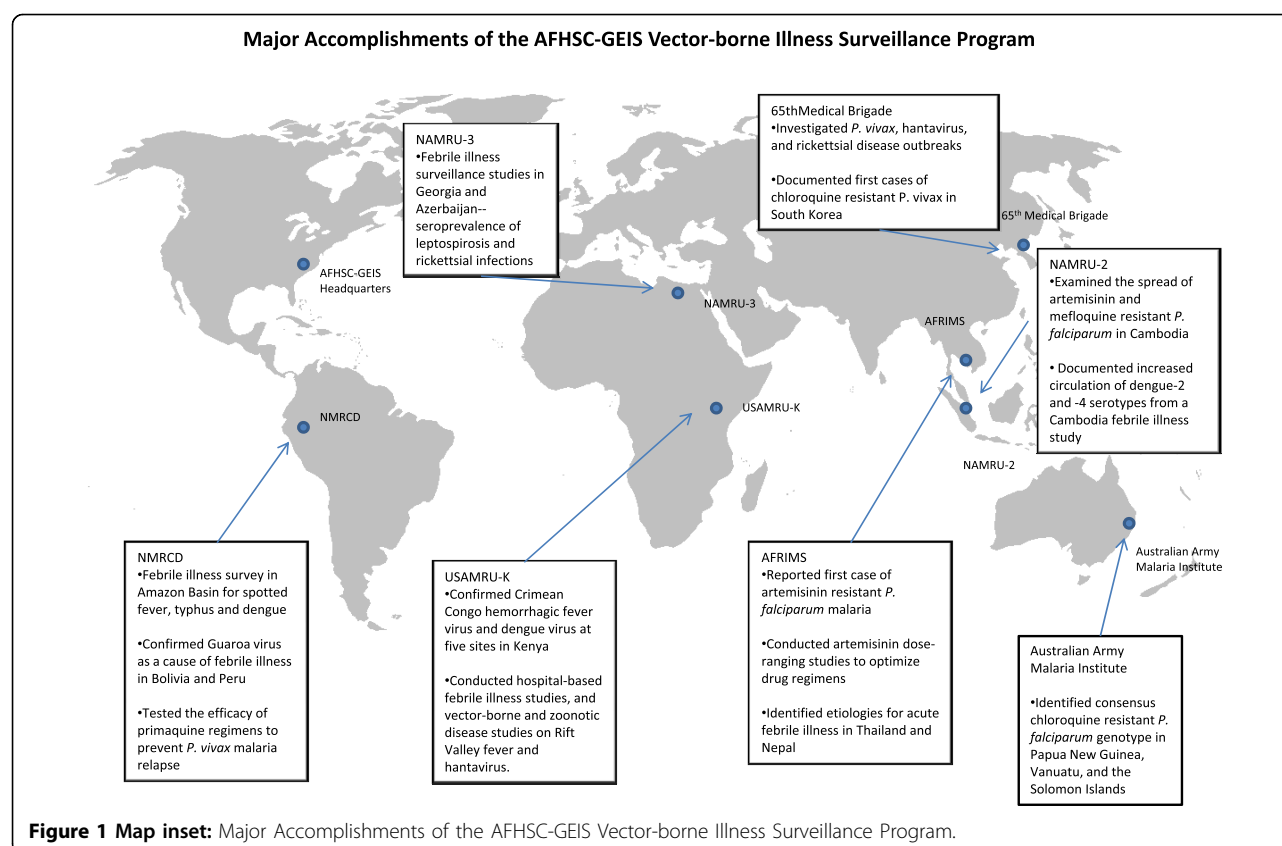 Major Accomplishments of the AFHSC-GEIS Vector-borne Illness Surveillance Program
65thMedical Brigade
•Investigated P. vivax, hantavirus,
and rickettsial disease outbreaks
•Documented first cases of
chloroquine resistant P. vivax in
South Korea
NAMRU-3
•Febrile illness
surveillance studies in
Georgia and
Azerbaijan--
seroprevalence of
leptospirosis and
rickettsial infections
65th Medical Brigade
AFHSC-GEIS
Headquarters
NAMRU-3
NAMRU-2
•Examined the spread of
artemisinin and
mefloquine resistant P.
falciparum in Cambodia
• Documented increased
circulation of dengue-2
and -4 serotypes from a
Cambodia febrile illness
study
AFRIMS
NMRCD
USAMRU-K
NAMRU-2
Australian Army
Malaria Institute
NMRCD
•Febrile illness survey in
Amazon Basin for spotted
fever, typhus and dengue
•Confirmed Guaroa virus
as a cause of febrile illness
in Bolivia and Peru
•Tested the efficacy of
primaquine regimens to
prevent P. vivax malaria
relapse
USAMRU-K
•Confirmed Crimean
Congo hemorrhagic fever
virus and dengue virus at
five sites in Kenya
•Conducted hospital-based
febrile illness studies, and
vector-borne and zoonotic
disease studies on Rift
Valley fever and
hantavirus.
AFRIMS
•Reported first case of
artemisinin resistant P.
falciparum malaria
•Conducted artemisinin dose-
ranging studies to optimize
drug regimens
•Identified etiologies for acute
febrile illness in Thailand and
Nepal
Australian Army
Malaria Institute
•Identified consensus
chloroquine resistant P.
falciparum genotype in
Papua New Guinea,
Vanuatu, and the
Solomon Islands
Figure 1 Map inset: Major Accomplishments of the AFHSC-GEIS Vector-borne Illness Surveillance Program.